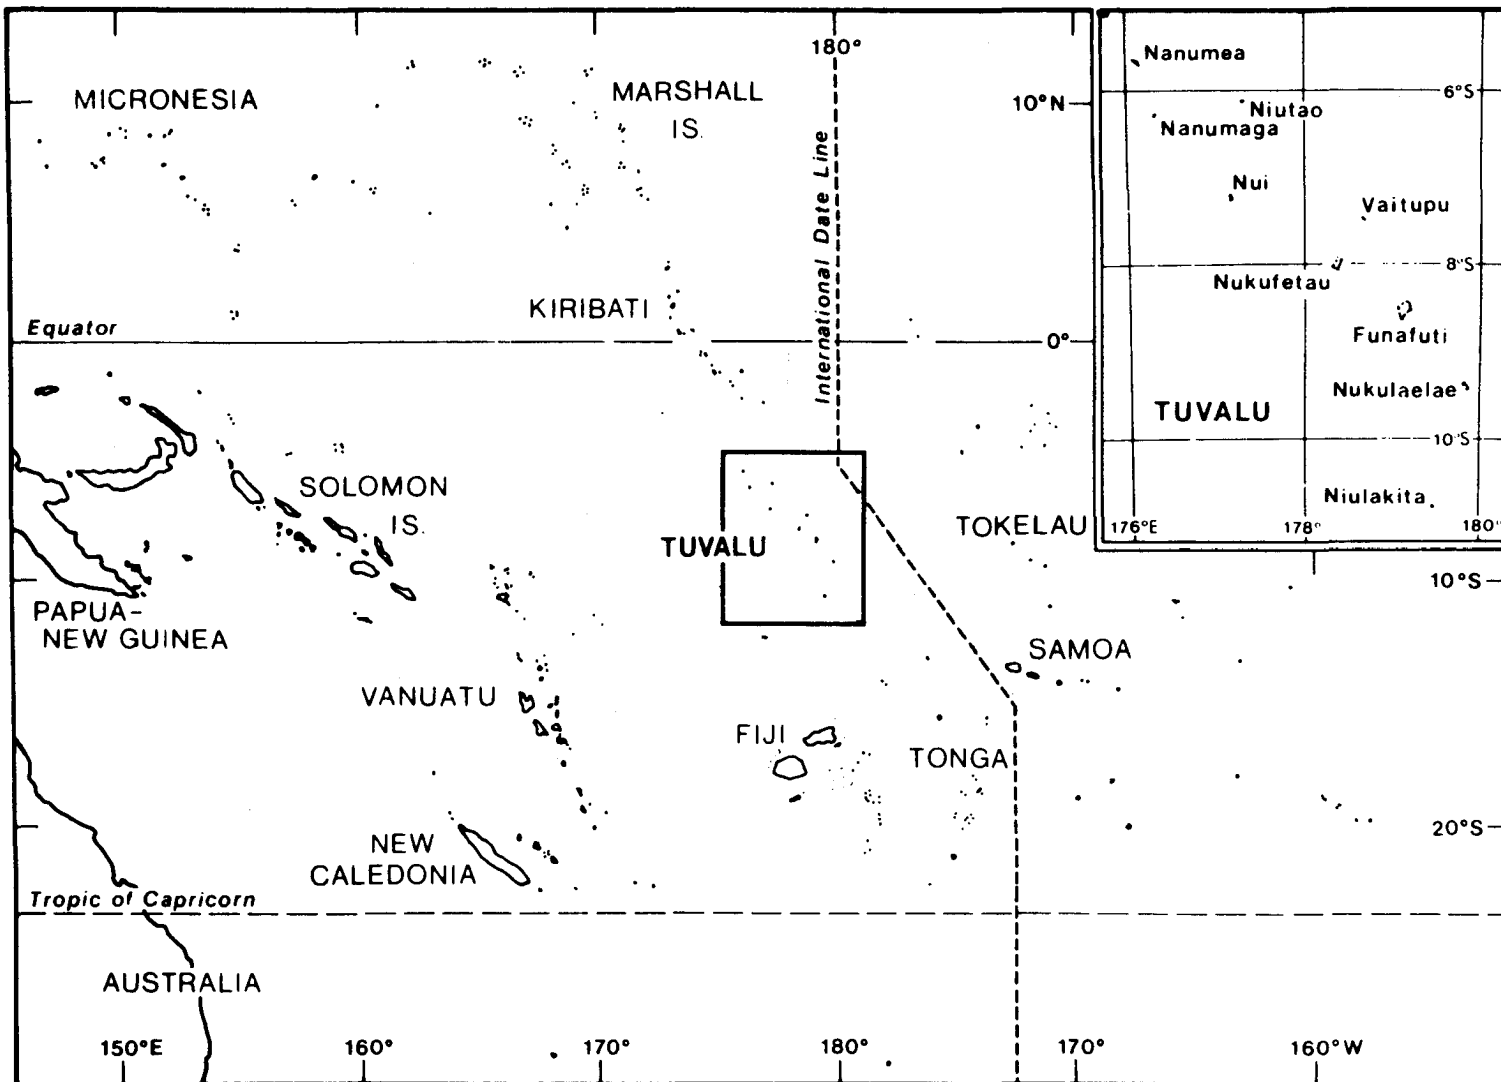 180°
MICRONESIA
MARSHALL
IS.
10°N
International Date Line
KIRIBATI
Equator
0°
SOLOMON
IS.
TUVALU
TOKELAU
10°S
PAPUA-
NEW GUINEA
SAMOA
VANUATU
FIJI
TONGA
20°S
NEW
CALEDONIA
Tropic of Capricorn
AUSTRALIA
150°E
160°
170°
180°
170°
160°W
Nanumea
6°S
Niutao
Nanumaga
Nui
Vaitupu
8°S
Nukufetau
Funafuti
Nukulaelae
TUVALU
10°S
Niulakita
176°E
178°
180°